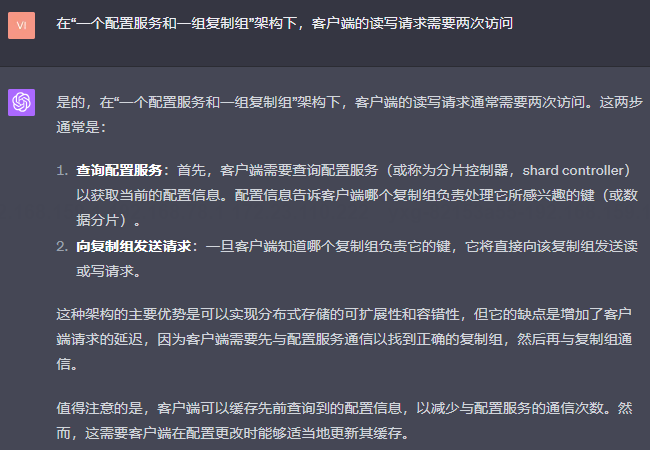 VI
在“一个配置服务和一组复制组”架构下，客户端的读写请求需要两次访问
是的，在“一个配置服务和一组复制组”架构下，客户端的读写请求通常需要两次访问。这两步
通常是：
1. 查询配置服务：首先，客户端需要查询配置服务（或称为分片控制器，shard controller）
以获取当前的配置信息。配置信息告诉客户端哪个复制组负责处理它所感兴趣的键（或数
据分片）。
2. 向复制组发送请求：一旦客户端知道哪个复制组负责它的键，它将直接向该复制组发送读
或写请求。
这种架构的主要优势是可以实现分布式存储的可扩展性和容错性，但它的缺点是增加了客户
端请求的延迟，因为客户端需要先与配置服务通信以找到正确的复制组，然后再与复制组通
信。
值得注意的是，客户端可以缓存先前查询到的配置信息，以减少与配置服务的通信次数。然
而，这需要客户端在配置更改时能够适当地更新其缓存。